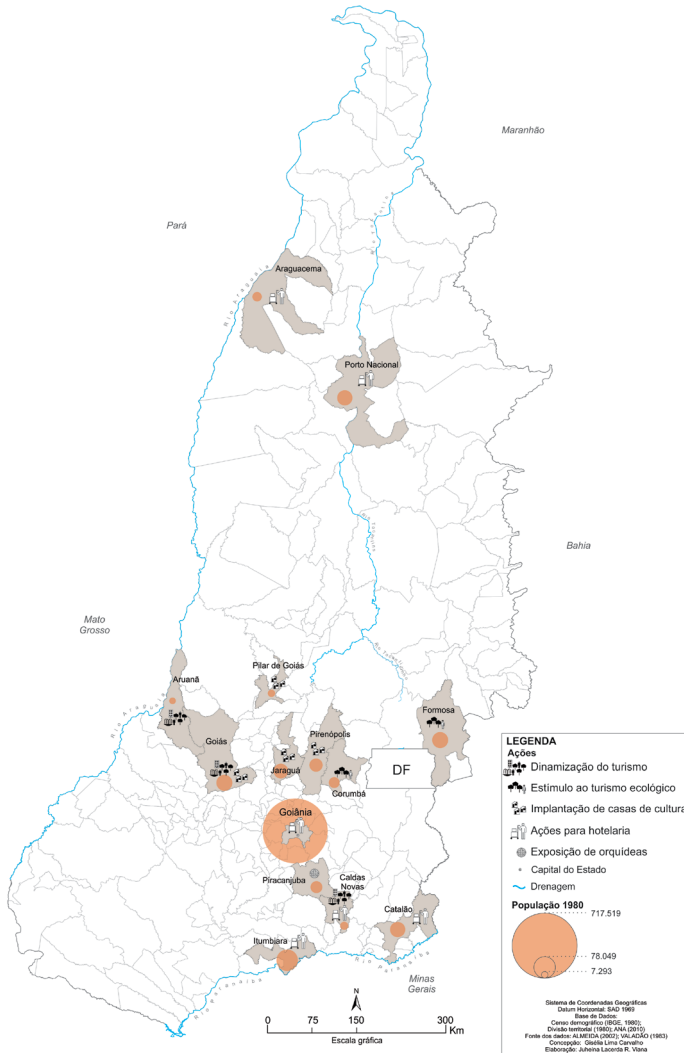 Maranhão
Pará
Rio Araguaia
Araguacema
Porto Nacional
Bahia
Mato
Grosso
Pilar de Goiás
Aruanã
Rio Araguaia
Formosa
Goiás
Pirenópolis
Jaraguá
Corumbá
DF
Goiânia
Piracanjuba
Caldas
Novas
Catalão
Itumbiara
Minas
Gerais
N
0 75 150 300 Km
Escala gráfica
LEGENDA
Ações
Dinamização do turismo
Estímulo ao turismo ecológico
Implantação de casas de cultura
Ações para hotelaria
Exposição de orquídeas
Capital do Estado
Drenagem
População 1980
717.519
78.049
7.293
Sistema de Coordenadas Geográficas
Datum Horizontal: SAD 1969
Base de Dados:
Censo demográfico (IBGE, 1980);
Divisão territorial (1980); ANA (2010)
Fonte dos dados: ALMEIDA (2002); VALADÃO (1983)
Concepção: Gisélia Lima Carvalho
Elaboração: Juheina Lacerda R. Viana